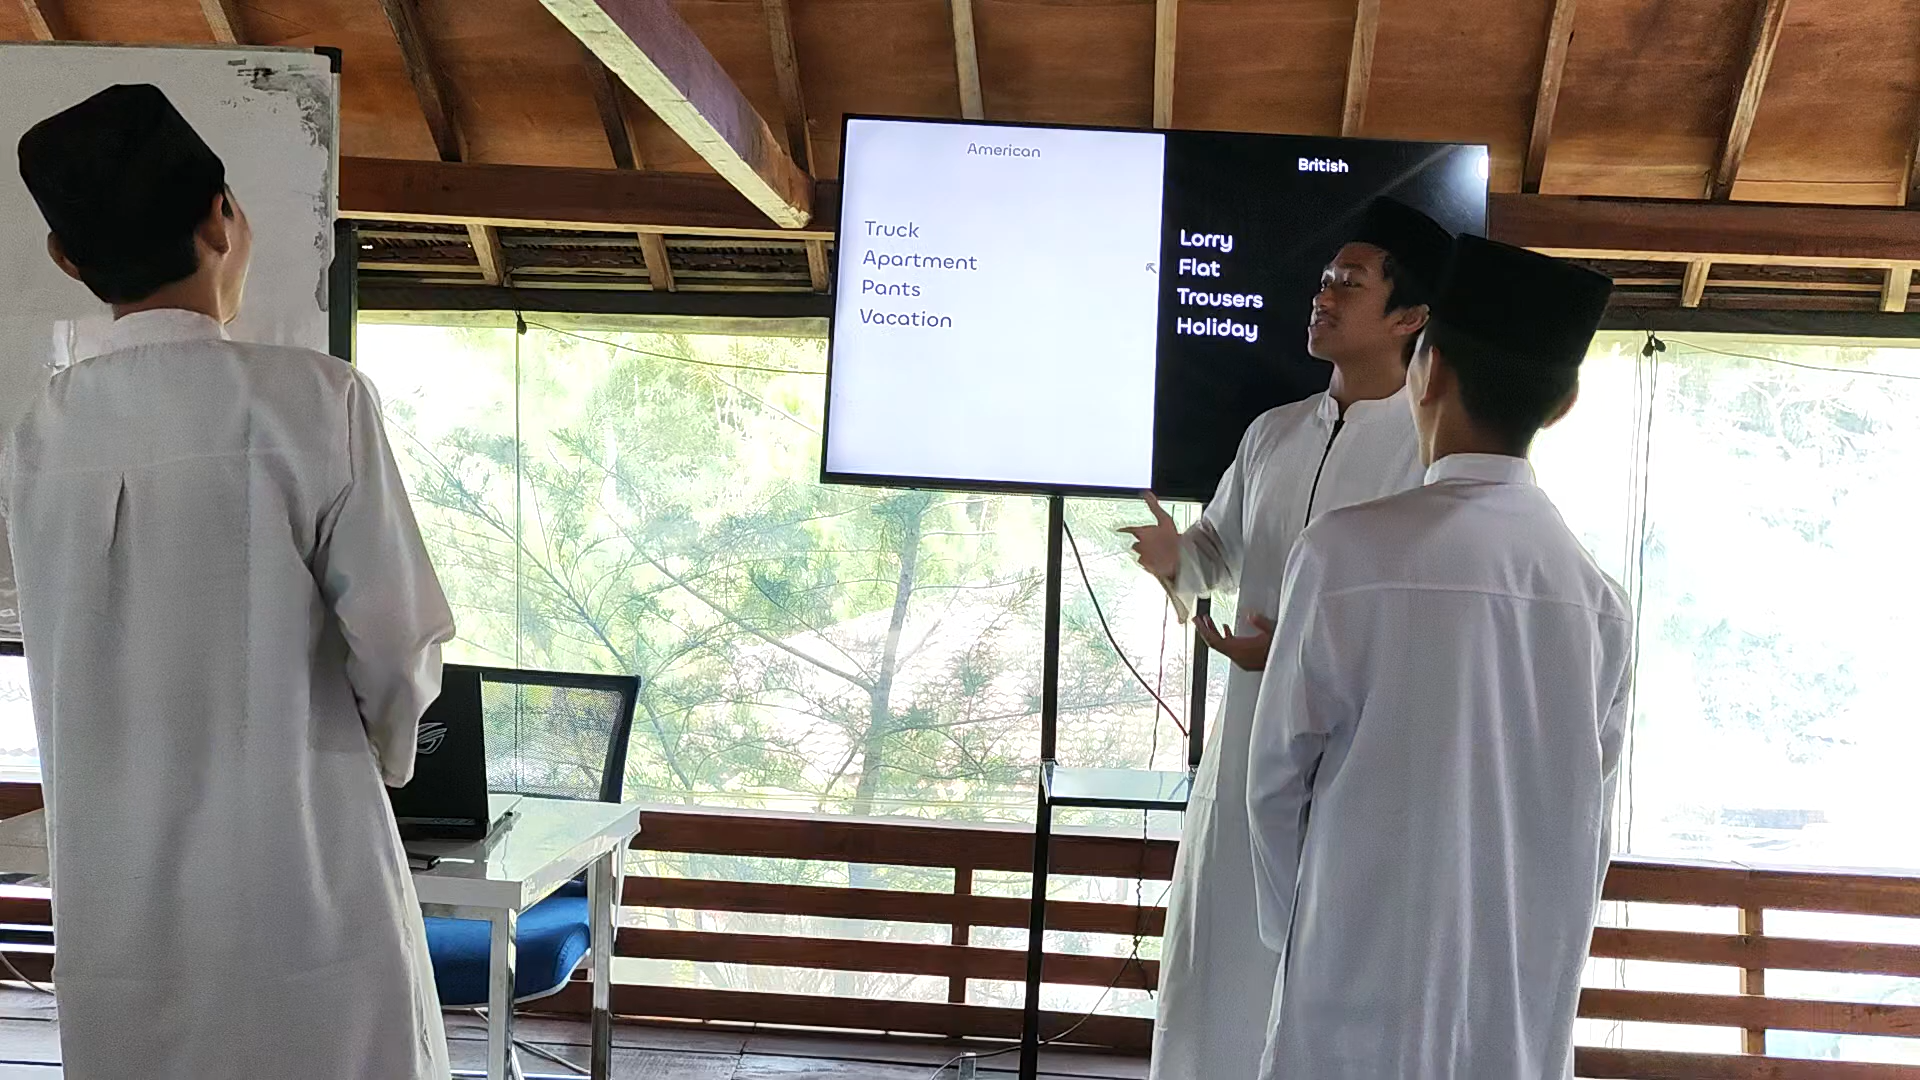 American
Truck
Apartment
Pants
Vacation
British
Lorry
Flat
Trousers
Holiday